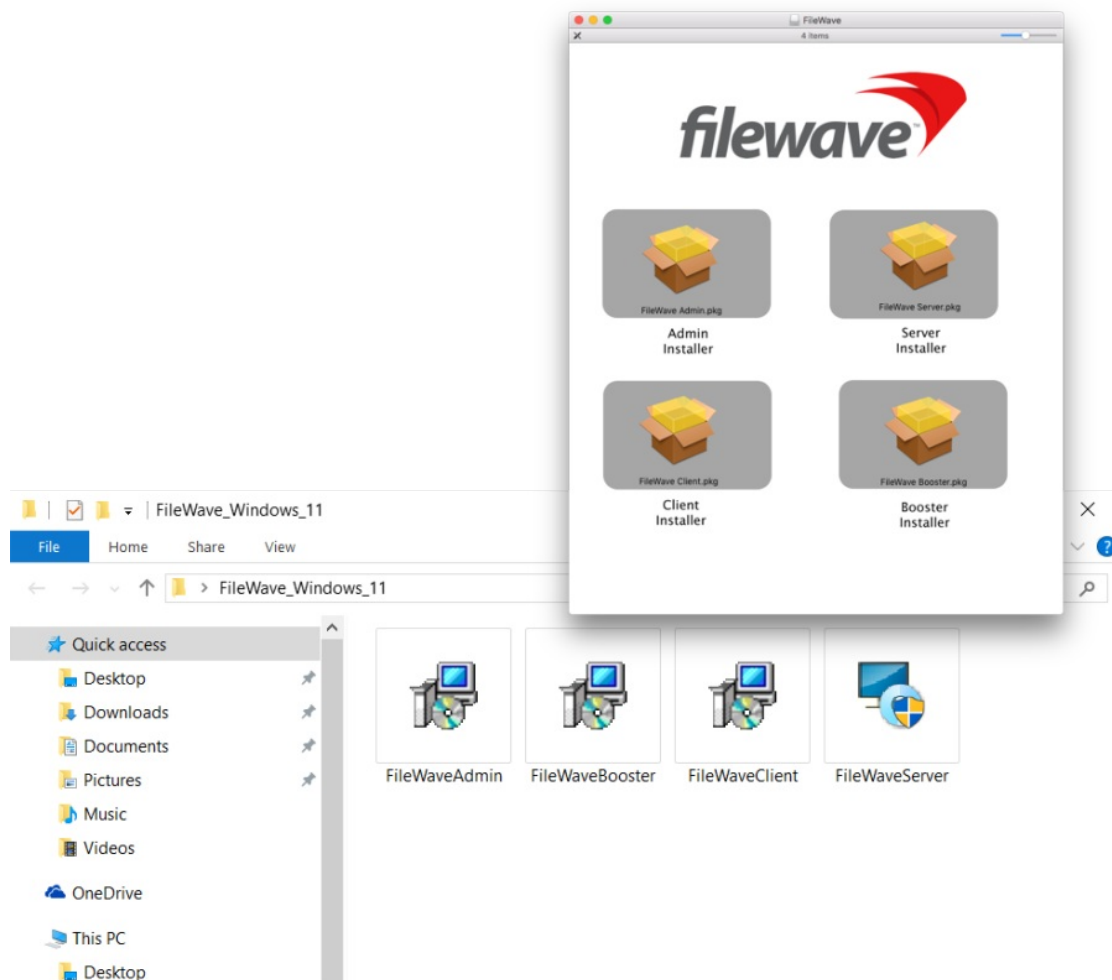 FileWave
4 items
filewave™
FileWave Admin.pkg
FileWave Server.pkg
Admin
Installer
Server
Installer
FileWave Client.pkg
FileWave Booster.pkg
Client
Installer
Booster
Installer
FileWave_Windows_11
File Home Share View
?
> FileWave_Windows_11
Quick access
Desktop
Downloads
Documents
Pictures
Music
Videos
OneDrive
This PC
Desktop
FileWaveAdmin FileWaveBooster FileWaveClient FileWaveServer